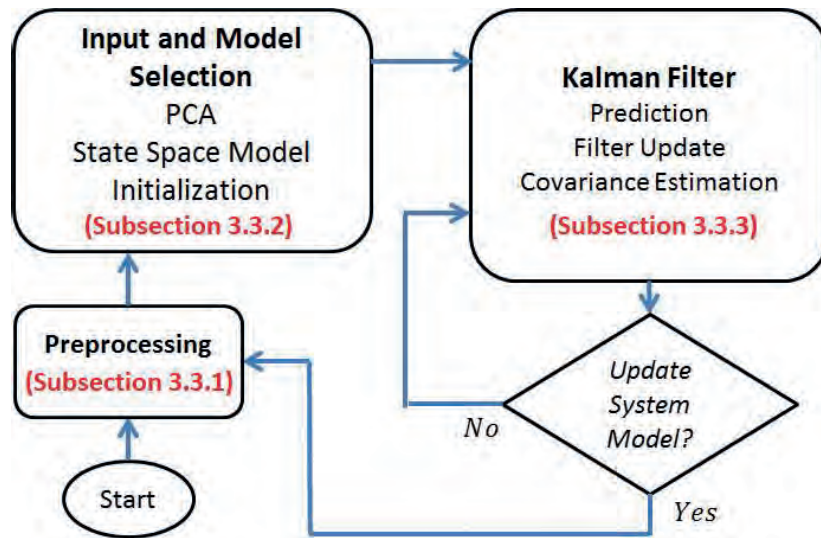 Input and Model
Selection
PCA
State Space Model
Initialization
(Subsection 3.3.2)
Kalman Filter
Prediction
Filter Update
Covariance Estimation
(Subsection 3.3.3)
Preprocessing
(Subsection 3.3.1)
Start
Update
System
Model?
No
Yes